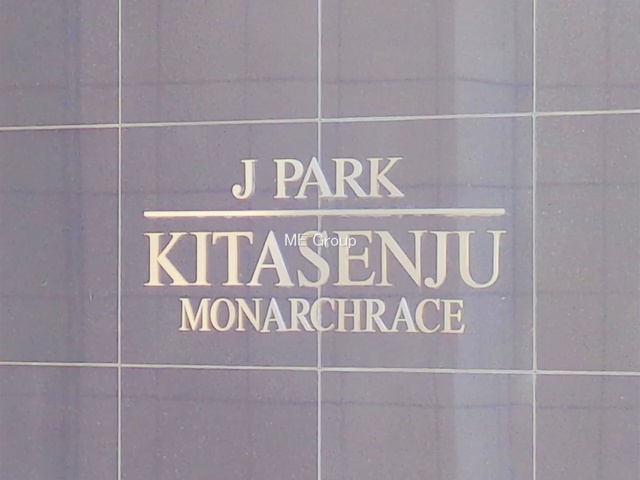 J PARK
KITASENJU
ME Group
MONARCHRACE